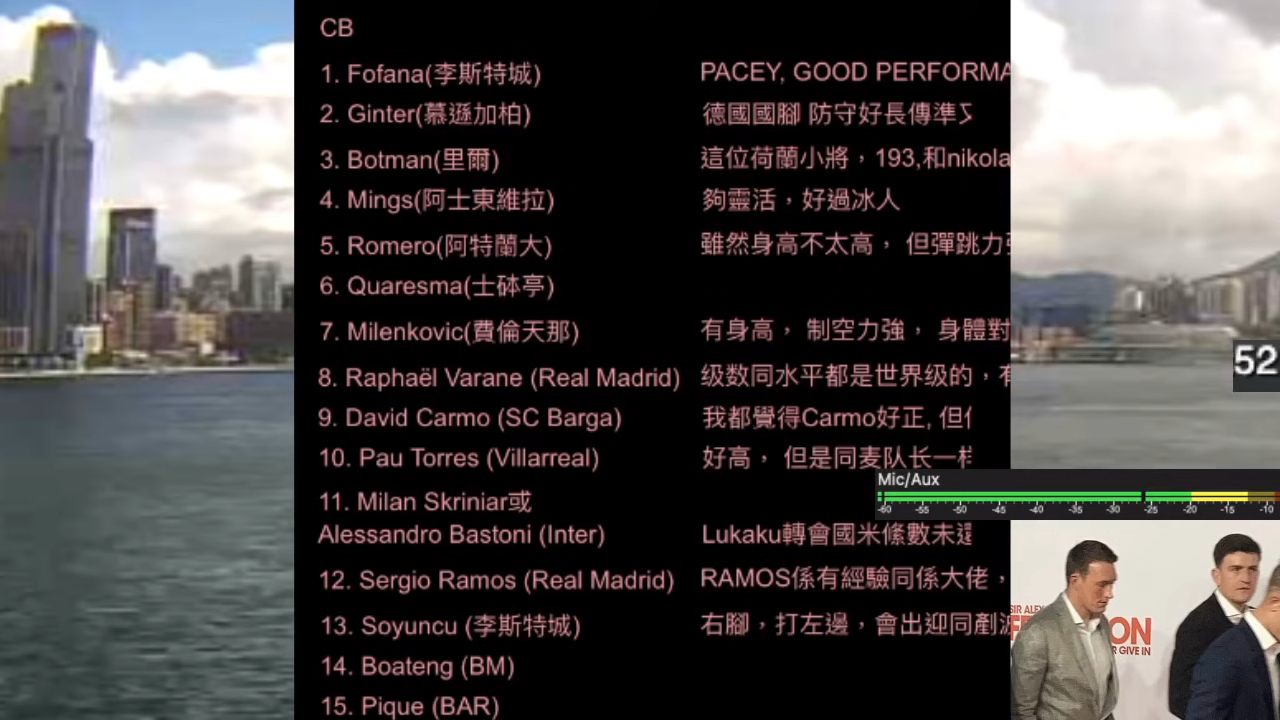 CB
1. Fofana(李斯特城) PACEY, GOOD PERFORMA
2. Ginter(慕遜加柏) 德國國腳 防守好長傳準
3. Botman(里爾) 這位荷蘭小將，193,和nikola
4. Mings(阿士東維拉) 夠靈活，好過冰人
5. Romero(阿特蘭大) 雖然身高不太高， 但彈跳力
6. Quaresma(士砵亭)
7. Milenkovic(費倫天那) 有身高， 制空力強， 身體對
8. Raphaël Varane (Real Madrid) 级数同水平都是世界级的，有
9. David Carmo (SC Barga) 我都覺得Carmo好正, 但
10. Pau Torres (Villarreal) 好高， 但是同麦队长一样
52
11. Milan Skriniar或
Alessandro Bastoni (Inter) Lukaku轉會國米條數未還
12. Sergio Ramos (Real Madrid) RAMOS係有經驗同係大佬，
13. Soyuncu (李斯特城) 右腳，打左邊，會出迎同剷
14. Boateng (BM)
15. Pique (BAR)
Mic/Aux
-60 -55 -50 -45 -40 -35 -30 -25 -20 -15 -10
SIR ALEX
ON
R GIVE IN